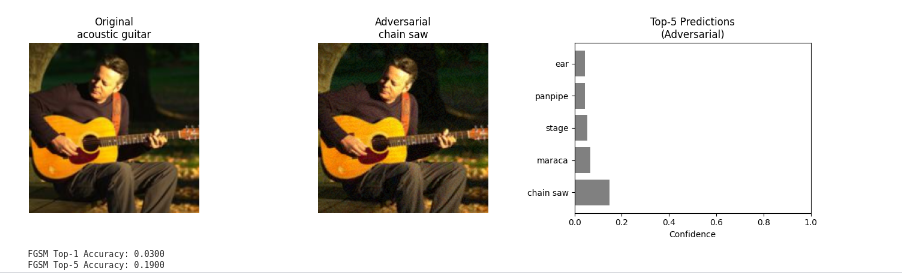 Original
acoustic guitar
Adversarial
chain saw
Top-5 Predictions
(Adversarial)
ear
panpipe
stage
maraca
chain saw
0.0 0.2 0.4 0.6 0.8 1.0
Confidence
FGSM Top-1 Accuracy: 0.0300
FGSM Top-5 Accuracy: 0.1900